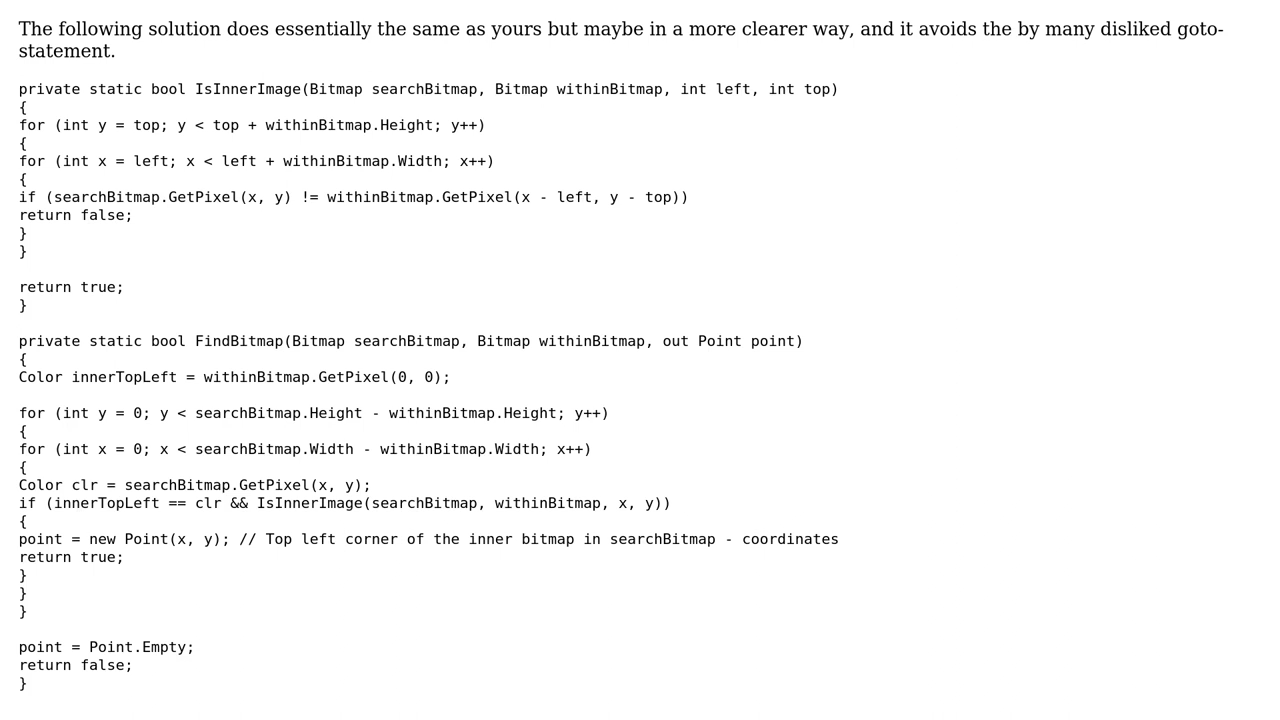 The following solution does essentially the same as yours but maybe in a more clearer way, and it avoids the by many disliked goto-
statement.
private static bool IsInnerImage(Bitmap searchBitmap, Bitmap withinBitmap, int left, int top)
{
for (int y = top; y < top + withinBitmap.Height; y++)
{
for (int x = left; x < left + withinBitmap.Width; x++)
{
if (searchBitmap.GetPixel(x, y) != withinBitmap.GetPixel(x - left, y - top))
return false;
}
}
return true;
}
private static bool FindBitmap(Bitmap searchBitmap, Bitmap withinBitmap, out Point point)
{
Color innerTopLeft = withinBitmap.GetPixel(0, 0);
for (int y = 0; y < searchBitmap.Height - withinBitmap.Height; y++)
{
for (int x = 0; x < searchBitmap.Width - withinBitmap.Width; x++)
{
Color clr = searchBitmap.GetPixel(x, y);
if (innerTopLeft == clr && IsInnerImage(searchBitmap, withinBitmap, x, y))
{
point = new Point(x, y); // Top left corner of the inner bitmap in searchBitmap - coordinates
return true;
}
}
}
point = Point.Empty;
return false;
}